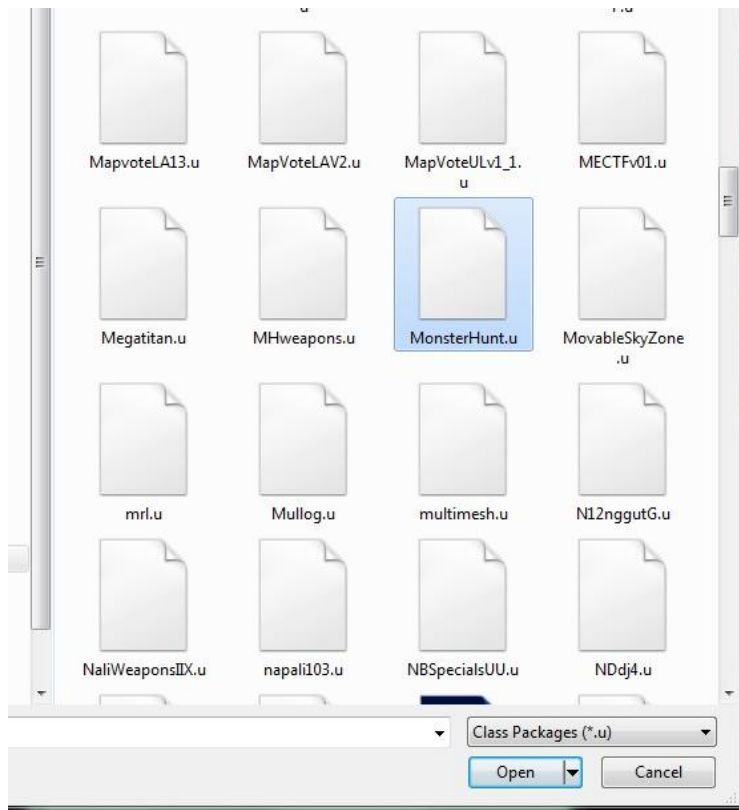 MapvoteLA13.u
MapVoteLAV2.u
MapVoteULv1_1.
u
MECTFv01.u
Megatitan.u
MHweapons.u
MonsterHunt.u
MovableSkyZone
.u
mrl.u
Mullog.u
multimesh.u
N12nggutG.u
NaliWeaponsIIX.u
napali103.u
NBSpecialsUU.u
NDdj4.u
Class Packages (*.u)
Open
Cancel